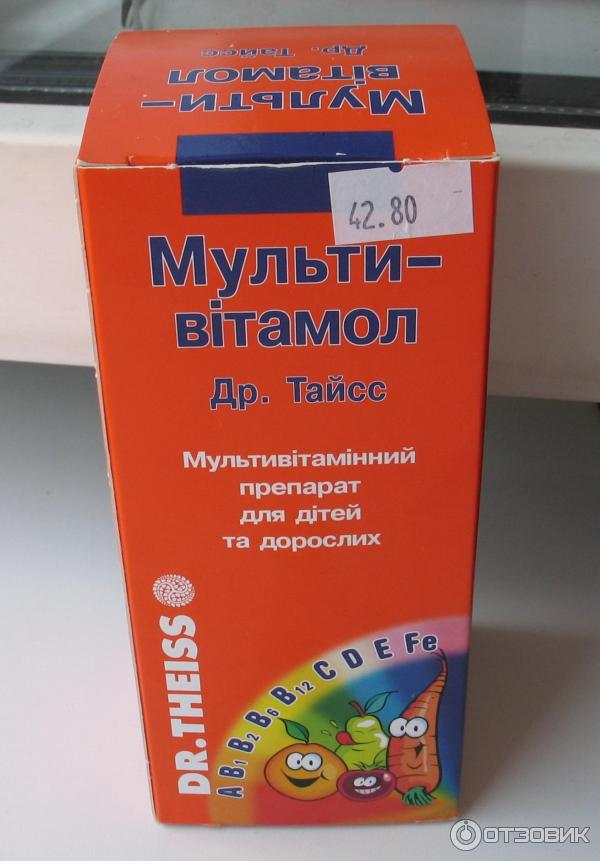 Др. Тайсс
Мульти-
вітамол
42.80
Мульти-
вітамол
Др. Тайсс
Мультивітамінний
препарат
для дітей
та дорослих
DR.THEISS
A B1 B2 B6 B12 C D E Fe
ОТЗОВИК